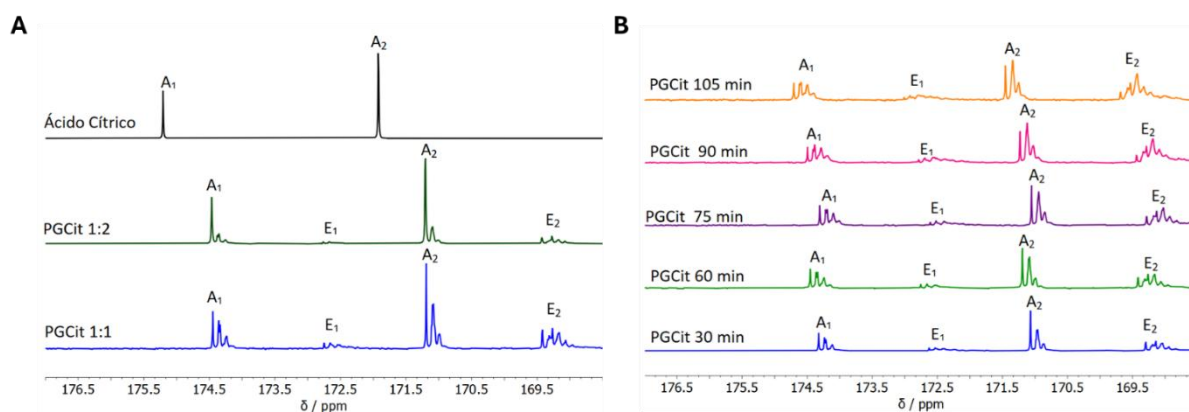 A
A₁
A₂
Ácido Cítrico
A₁
A₂
E₁
E₂
PGCit 1:2
A₁
A₂
E₁
E₂
PGCit 1:1
176.5 175.5 174.5 173.5 172.5 171.5 170.5 169.5
δ / ppm
B
A₁
E₁
A₂
E₂
PGCit 105 min
A₁
E₁
A₂
E₂
PGCit 90 min
A₁
E₁
A₂
E₂
PGCit 75 min
A₁
E₁
A₂
E₂
PGCit 60 min
A₁
E₁
A₂
E₂
PGCit 30 min
176.5 175.5 174.5 173.5 172.5 171.5 170.5 169.5
δ / ppm